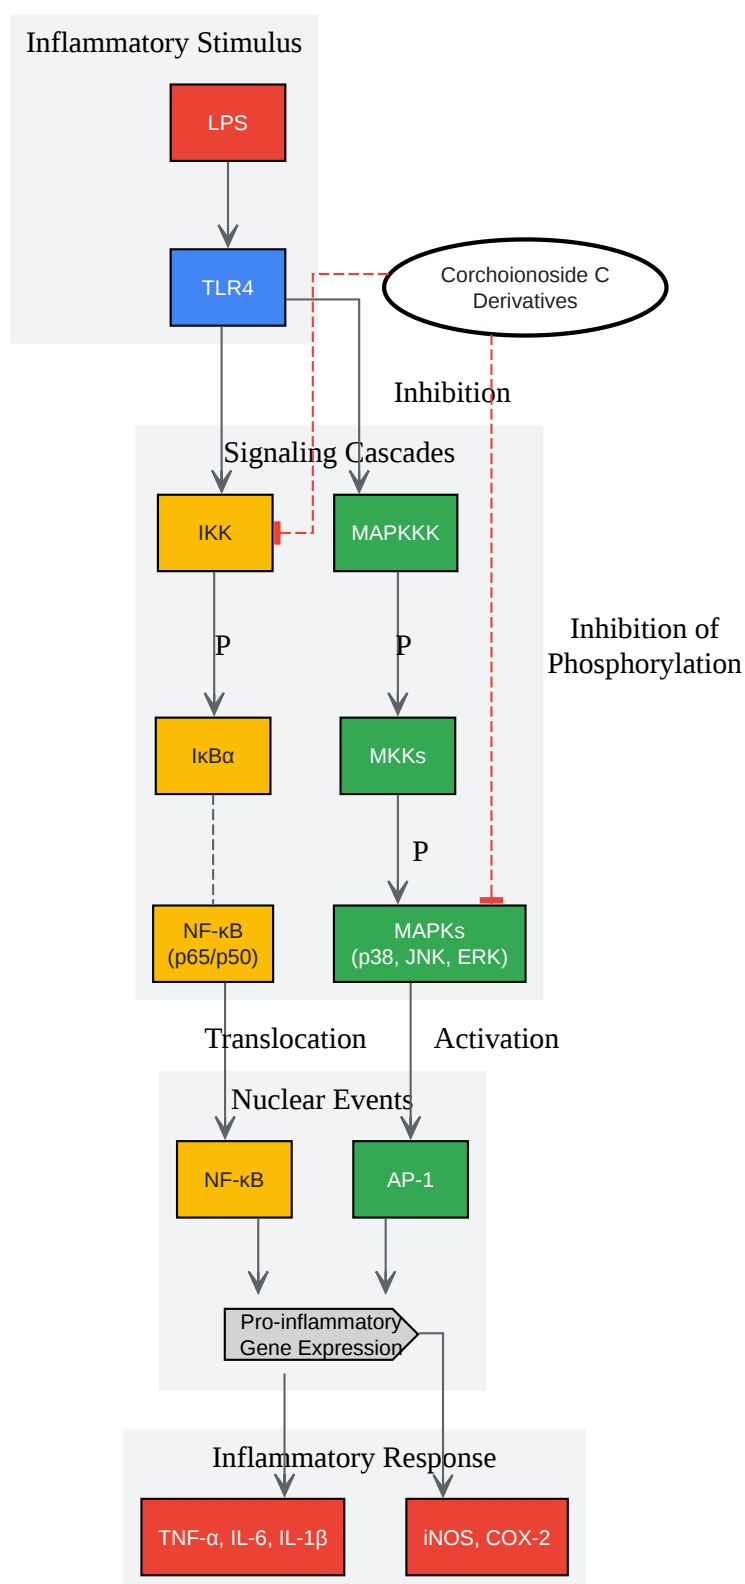 Inflammatory Stimulus
LPS
TLR4
Corchoionoside C
Derivatives
Inhibition
Signaling Cascades
IKK
MAPKKK
P
P
Inhibition of
Phosphorylation
IκBα
MKKs
P
NF-κB
(p65/p50)
MAPKs
(p38, JNK, ERK)
Translocation
Activation
Nuclear Events
NF-κB
AP-1
Pro-inflammatory
Gene Expression
Inflammatory Response
TNF-α, IL-6, IL-1β
iNOS, COX-2